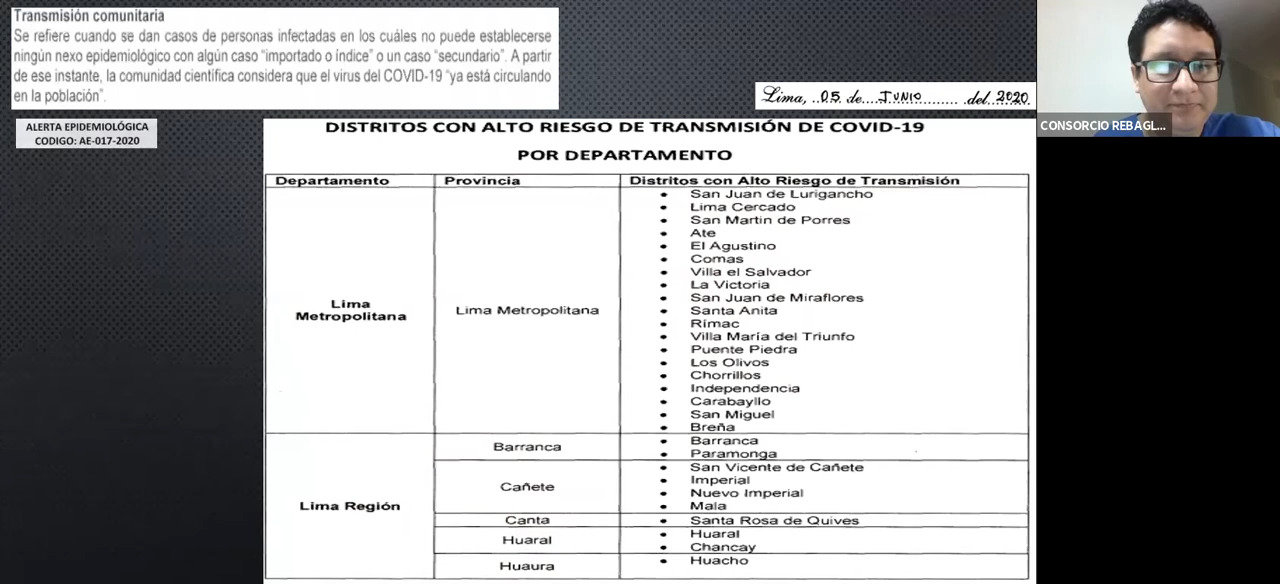 Transmisión comunitaria
Se refiere cuando se dan casos de personas infectadas en los cuáles no puede establecerse
ningún nexo epidemiológico con algún caso “importado o índice” o un caso “secundario”. A partir
de ese instante, la comunidad científica considera que el virus del COVID-19 “ya está circulando
en la población”.
Lima, ..05 de....JUNIO......... .del .2020.
CONSORCIO REBAGL...
ALERTA EPIDEMIOLÓGICA
CODIGO: AE-017-2020
DISTRITOS CON ALTO RIESGO DE TRANSMISIÓN DE COVID-19
POR DEPARTAMENTO
Departamento Provincia Distritos con Alto Riesgo de Transmisión
Lima
Metropolitana
Lima Metropolitana
• San Juan de Lurigancho
• Lima Cercado
• San Martin de Porres
• Ate
• El Agustino
• Comas
• Villa el Salvador
• La Victoria
• San Juan de Miraflores
• Santa Anita
• Rímac
• Villa María del Triunfo
• Puente Piedra
• Los Olivos
• Chorrillos
• Independencia
• Carabayllo
• San Miguel
• Breña
Lima Región
Barranca
• Barranca
• Paramonga
Cañete
• San Vicente de Cañete
• Imperial
• Nuevo Imperial
• Mala
Canta
• Santa Rosa de Quives
Huaral
• Huaral
• Chancay
Huaura
• Huacho